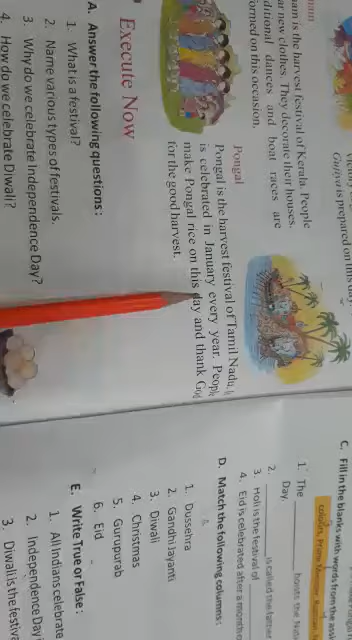 Gujiya is prepared on this
nam is the harvest festival of Kerala. People
ar new clothes. They decorate their houses.
ditional dances and boat races are
formed on this occasion.
Pongal
Pongal is the harvest festival of Tamil Nadu.
is celebrated in January every year. People
make Pongal rice on this day and thank God
for the good harvest.
Execute Now
A. Answer the following questions:
1. What is a festival?
2. Name various types of festivals.
3. Why do we celebrate Independence Day?
4. How do we celebrate Diwali?
C. Fill in the blanks with words from the
colours, Prime Minister,
1. The hoists the
Day.
2. is called the father
3. Holi is the festival of
4. Eid is celebrated after a month
D. Match the following columns:
1. Dussehra
2. Gandhi Jayanti
3. Diwali
4. Christmas
5. Gurupurab
6. Eid
E. Write True or False:
1. All Indians celebrate
2. Independence Day
3. Diwali is the